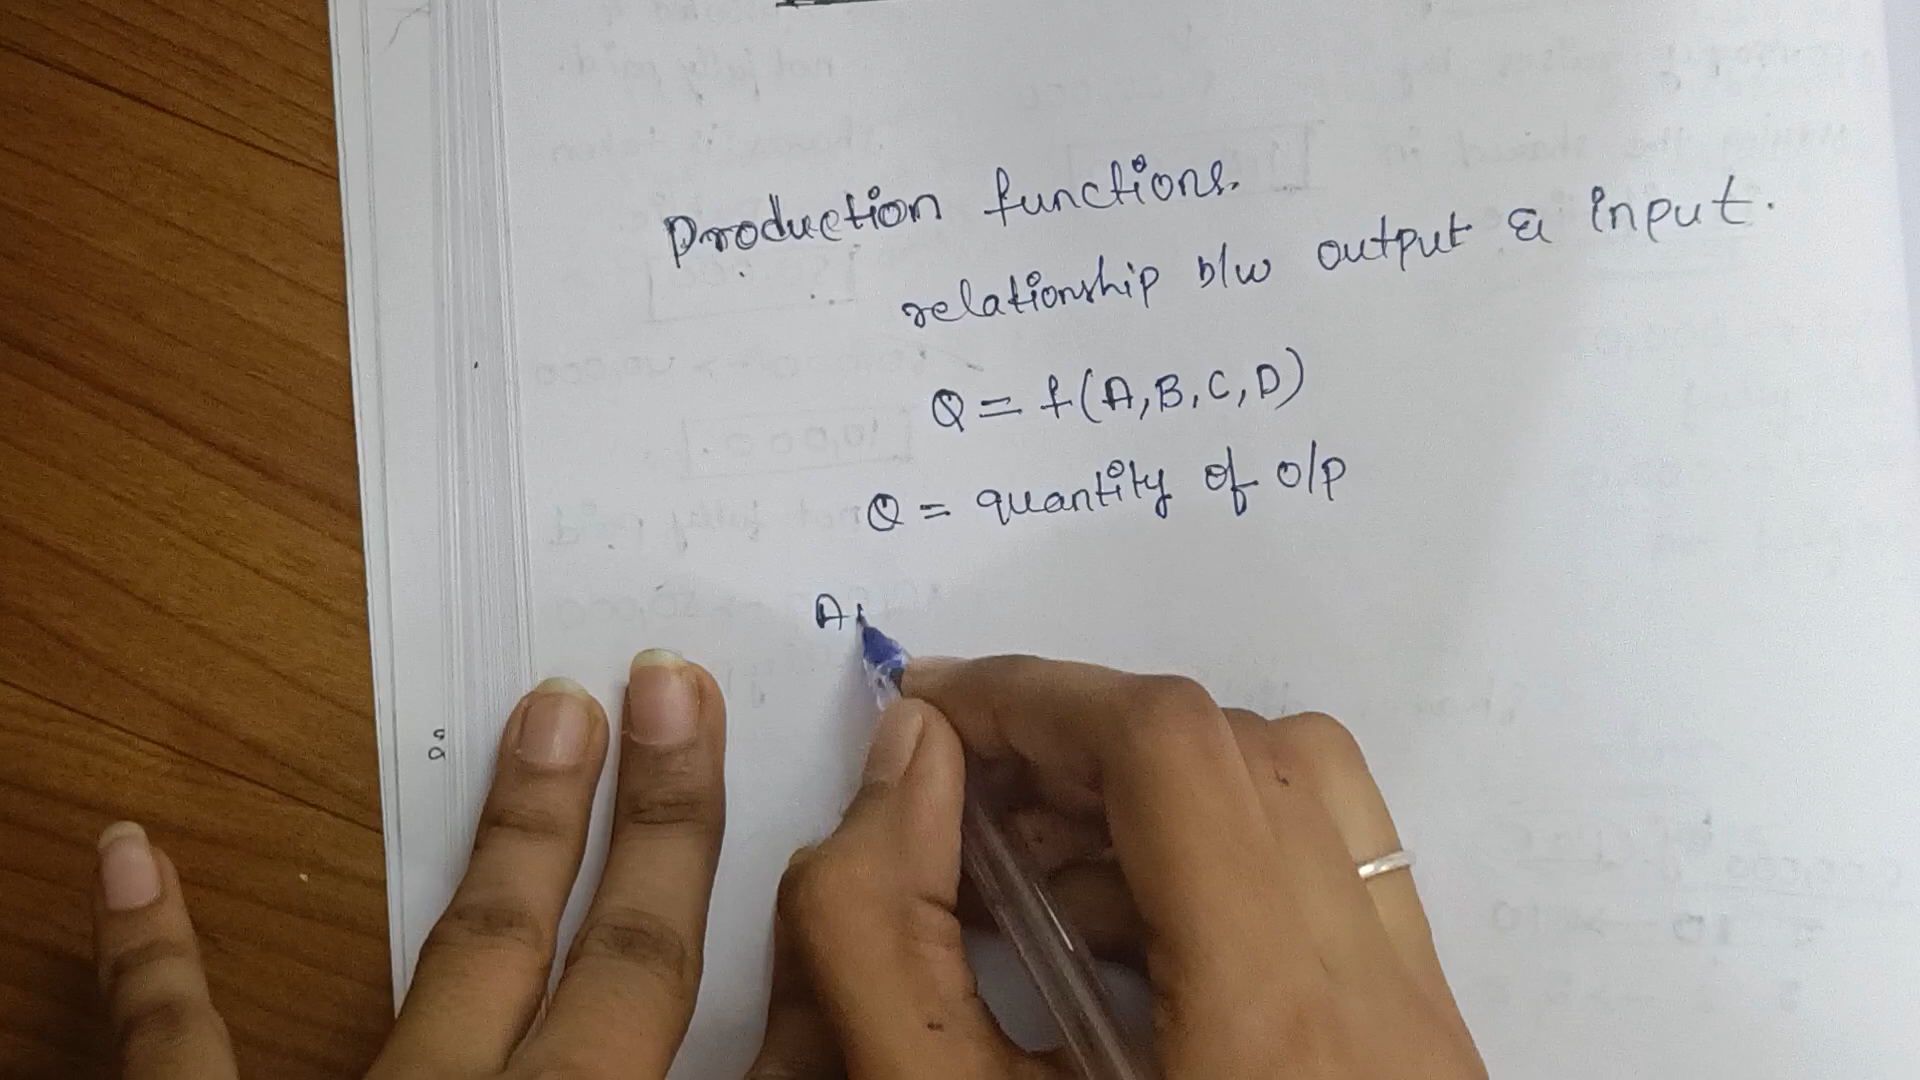 Production functions.
relationship b/w output & input.
Q = f(A,B,C,D)
Q = quantity of o/p
A